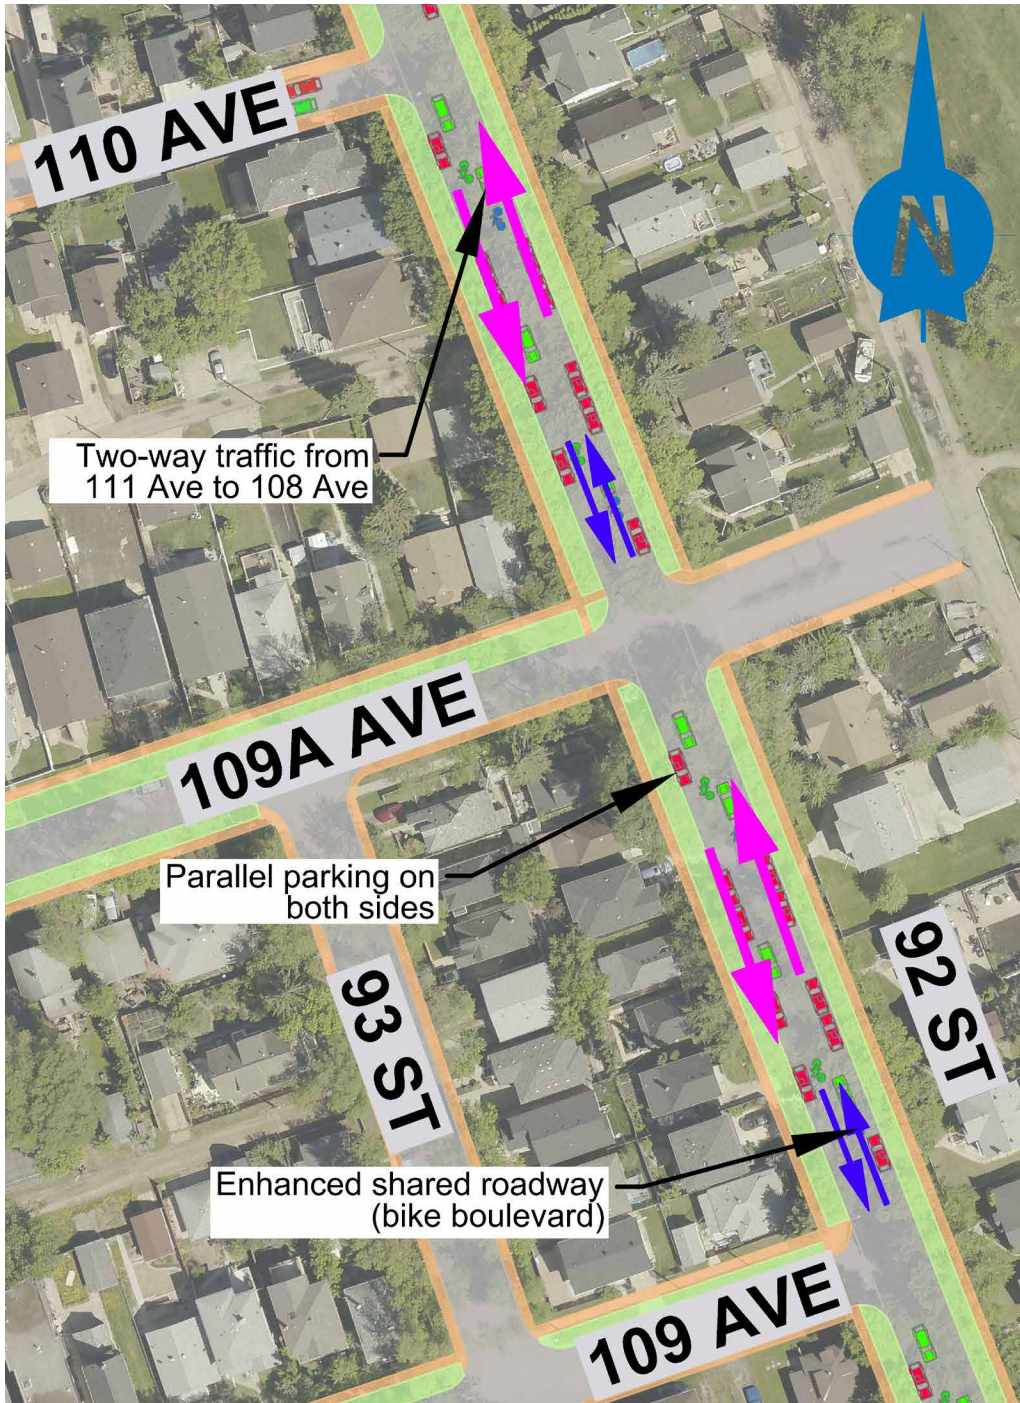 110 AVE
N
Two-way traffic from
111 Ave to 108 Ave
109A AVE
Parallel parking on
both sides
92 ST
93 ST
Enhanced shared roadway
(bike boulevard)
109 AVE